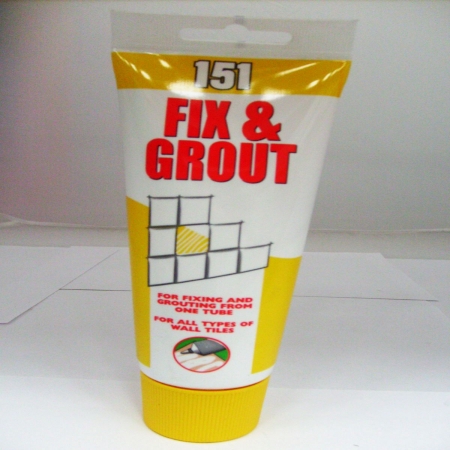 151
FIX &
GROUT
FOR FIXING AND
GROUTING FROM
ONE TUBE
FOR ALL TYPES OF
WALL TILES